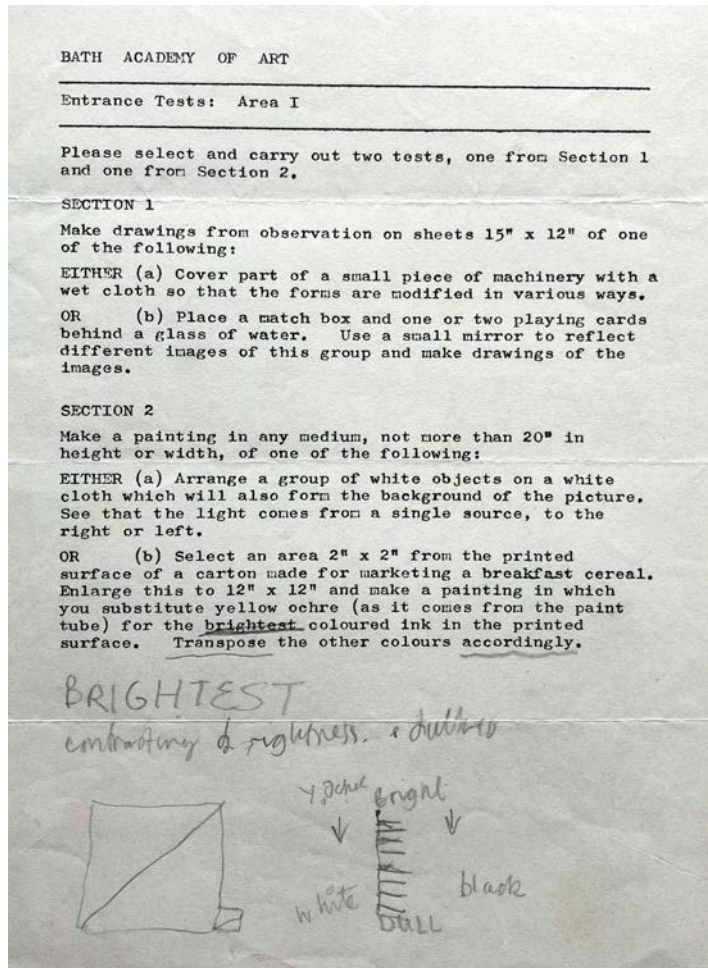 BATH ACADEMY OF ART
Entrance Tests: Area I
Please select and carry out two tests, one from Section 1
and one from Section 2.
SECTION 1
Make drawings from observation on sheets 15" x 12" of one
of the following:
EITHER (a) Cover part of a small piece of machinery with a
wet cloth so that the forms are modified in various ways.
OR (b) Place a match box and one or two playing cards
behind a glass of water. Use a small mirror to reflect
different images of this group and make drawings of the
images.
SECTION 2
Make a painting in any medium, not more than 20" in
height or width, of one of the following:
EITHER (a) Arrange a group of white objects on a white
cloth which will also form the background of the picture.
See that the light comes from a single source, to the
right or left.
OR (b) Select an area 2" x 2" from the printed
surface of a carton made for marketing a breakfast cereal.
Enlarge this to 12" x 12" and make a painting in which
you substitute yellow ochre (as it comes from the paint
tube) for the brightest coloured ink in the printed
surface. Transpose the other colours accordingly.
BRIGHTEST
contrasting
Bright
white
black
DULL